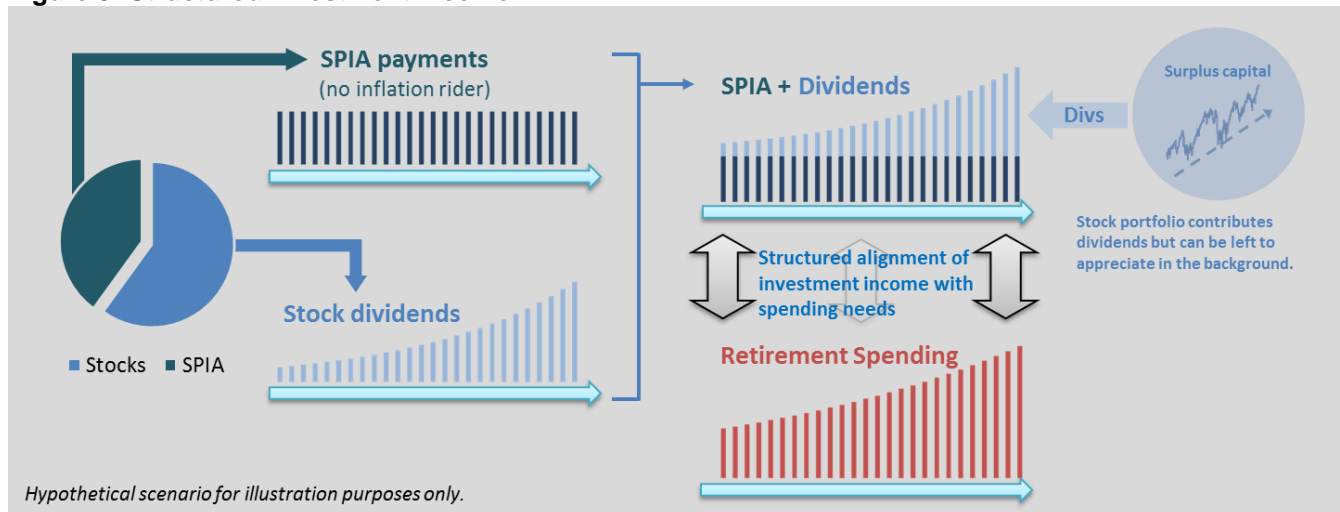 SPIA payments
(no inflation rider)
SPIA + Dividends
Surplus capital
Divs
Stock portfolio contributes
dividends but can be left to
appreciate in the background.
Structured alignment of
investment income with
spending needs
Stock dividends
Stocks SPIA
Retirement Spending
Hypothetical scenario for illustration purposes only.